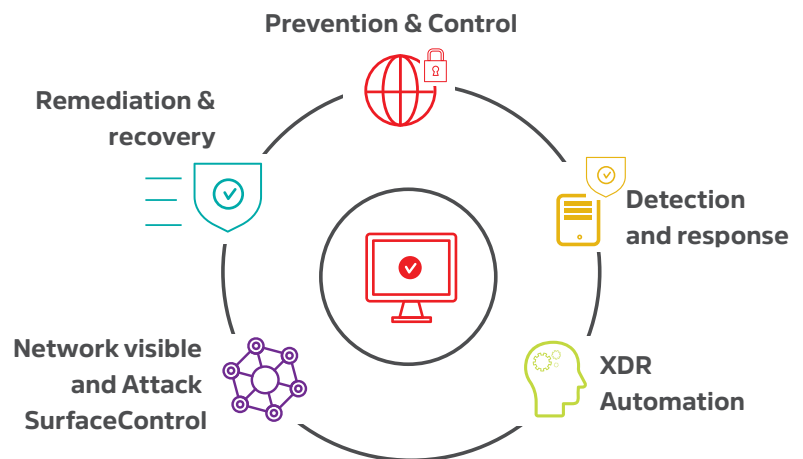 Prevention & Control
Remediation &
recovery
Detection
and response
Network visible
and Attack
SurfaceControl
XDR
Automation